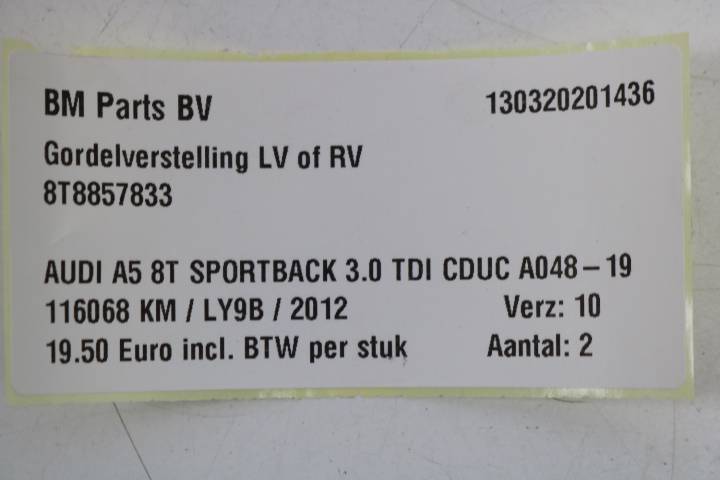 BM Parts BV 130320201436
Gordelverstelling LV of RV
8T8857833
AUDI A5 8T SPORTBACK 3.0 TDI CDUC A048-19
116068 KM / LY9B / 2012 Verz: 10
19.50 Euro incl. BTW per stuk Aantal: 2